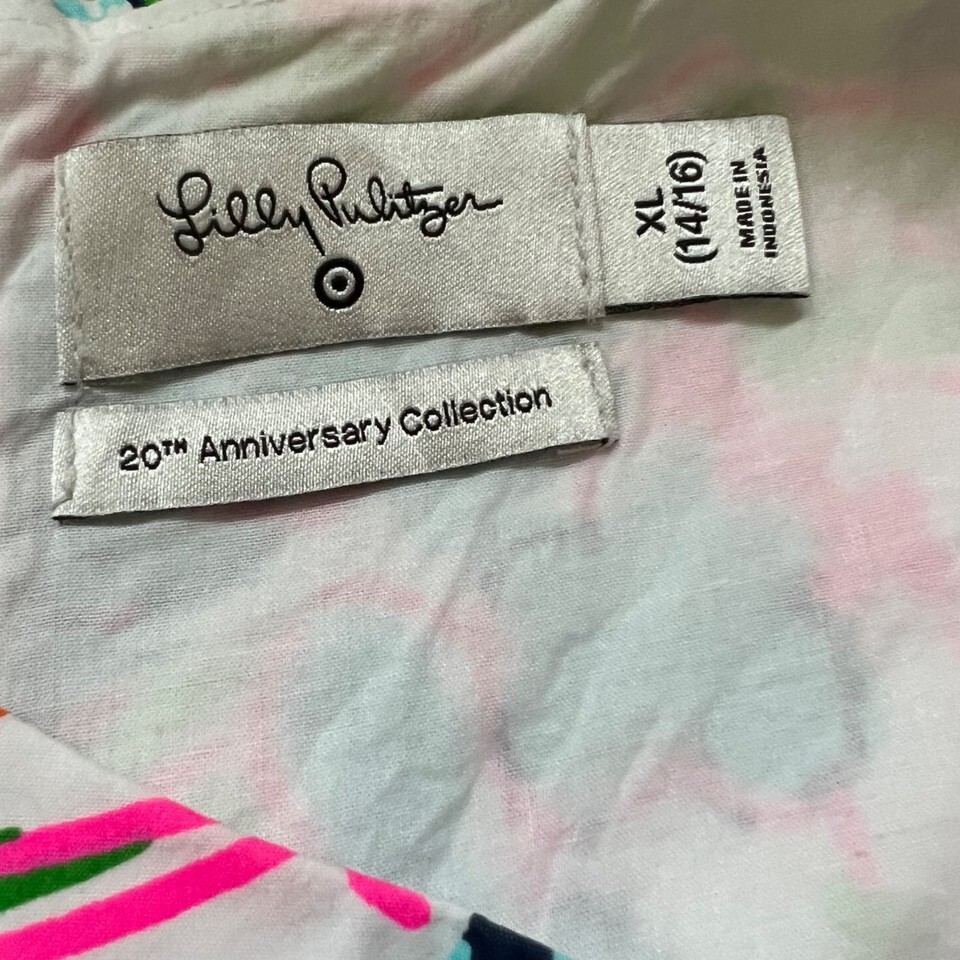 Lilly Pulitzer
XL
(14/16)
MADE IN
INDONESIA
20TH Anniversary Collection